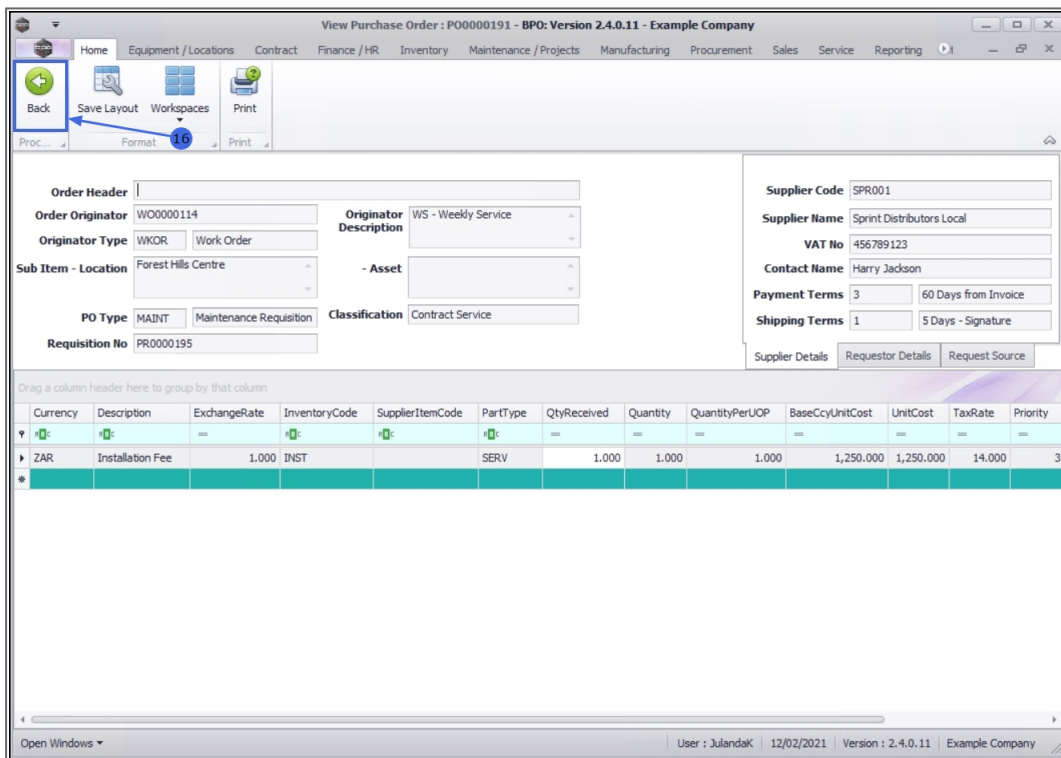 View Purchase Order : PO0000191 - BPO: Version 2.4.0.11 - Example Company
Home Equipment / Locations Contract Finance / HR Inventory Maintenance / Projects Manufacturing Procurement Sales Service Reporting
Back Save Layout Workspaces Print
16
Proc... Format Print
Order Header
Order Originator WO0000114 Originator Description WS - Weekly Service
Originator Type WKOR Work Order
Sub Item - Location Forest Hills Centre - Asset
PO Type MAINT Maintenance Requisition Classification Contract Service
Requisition No PR0000195
Supplier Code SPR001
Supplier Name Sprint Distributors Local
VAT No 456789123
Contact Name Harry Jackson
Payment Terms 3 60 Days from Invoice
Shipping Terms 1 5 Days - Signature
Supplier Details Requestor Details Request Source
Drag a column header here to group by that column
Currency Description ExchangeRate InventoryCode SupplierItemCode PartType QtyReceived Quantity QuantityPerUOP BaseCcyUnitCost UnitCost TaxRate Priority
ZAR Installation Fee 1.000 INST SERV 1.000 1.000 1.000 1,250.000 1,250.000 14.000 3
Open Windows User : JulandaK 12/02/2021 Version : 2.4.0.11 Example Company